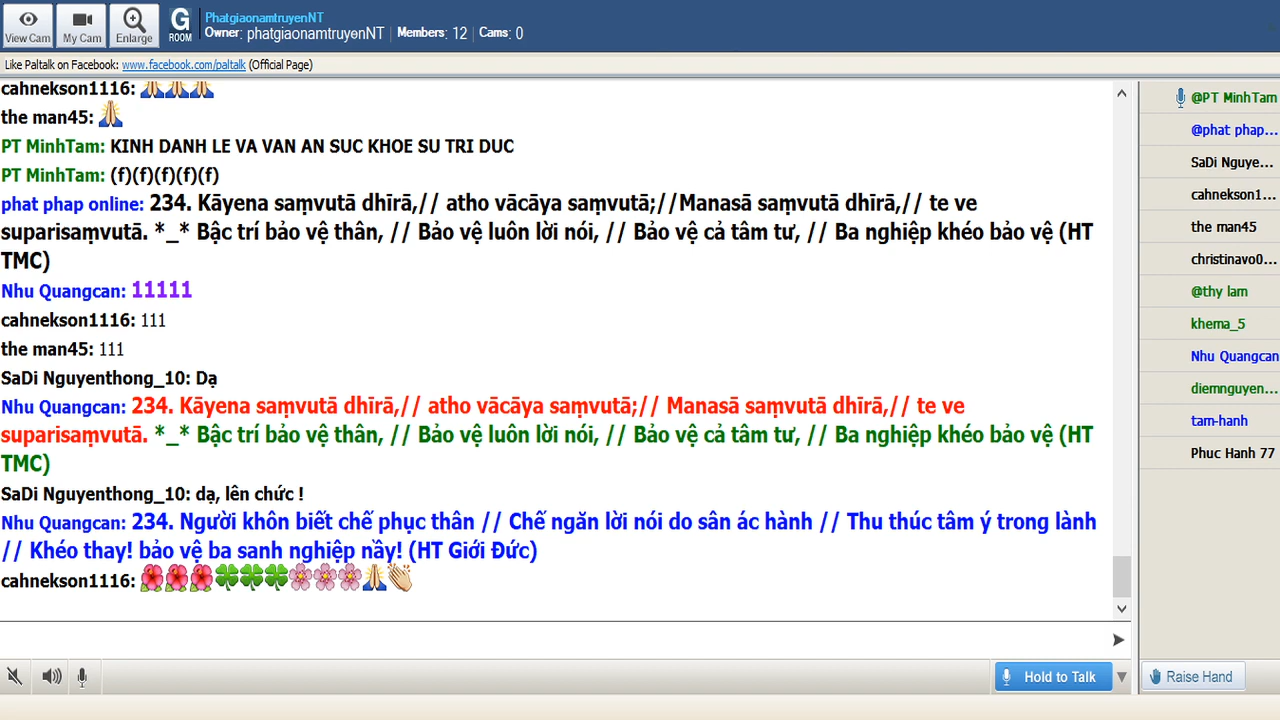 View Cam
My Cam
Enlarge
G
ROOM
PhatgiaonamtruyenNT
Owner: phatgiaonamtruyenNT | Members: 12 | Cams: 0
Like Paltalk on Facebook: www.facebook.com/paltalk (Official Page)
cahnekson1116:
the man45:
PT MinhTam: KINH DANH LE VA VAN AN SUC KHOE SU TRI DUC
PT MinhTam: (f)(f)(f)(f)(f)
phat phap online: 234. Kāyena saṃvutā dhīrā,// atho vācāya saṃvutā;//Manasā saṃvutā dhīrā,// te ve
suparisaṃvutā. *_* Bậc trí bảo vệ thân, // Bảo vệ luôn lời nói, // Bảo vệ cả tâm tư, // Ba nghiệp khéo bảo vệ (HT
TMC)
Nhu Quangcan: 11111
cahnekson1116: 111
the man45: 111
SaDi Nguyenthong_10: Dạ
Nhu Quangcan: 234. Kāyena saṃvutā dhīrā,// atho vācāya saṃvutā;// Manasā saṃvutā dhīrā,// te ve
suparisaṃvutā. *_* Bậc trí bảo vệ thân, // Bảo vệ luôn lời nói, // Bảo vệ cả tâm tư, // Ba nghiệp khéo bảo vệ (HT
TMC)
SaDi Nguyenthong_10: dạ, lên chức !
Nhu Quangcan: 234. Người khôn biết chế phục thân // Chế ngăn lời nói do sân ác hành // Thu thúc tâm ý trong lành
// Khéo thay! bảo vệ ba sanh nghiệp nầy! (HT Giới Đức)
cahnekson1116:
@PT MinhTam
@phat phap...
SaDi Nguye...
cahnekson1...
the man45
christinavo0...
@thy lam
khema_5
Nhu Quangcan
diemnguyen...
tam-hanh
Phuc Hanh 77
Hold to Talk
Raise Hand